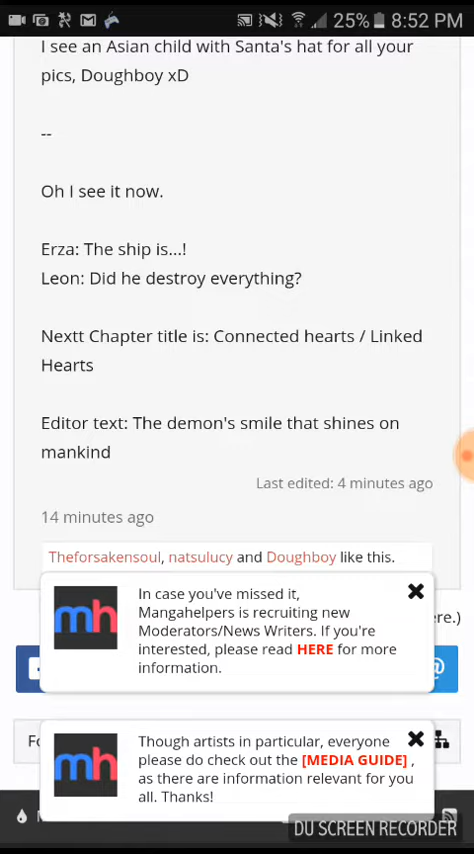 25% 8:52 PM
I see an Asian child with Santa's hat for all your
pics, Doughboy xD
--
Oh I see it now.
Erza: The ship is...!
Leon: Did he destroy everything?
Nextt Chapter title is: Connected hearts / Linked
Hearts
Editor text: The demon's smile that shines on
mankind
Last edited: 4 minutes ago
14 minutes ago
Theforsakensoul, natsulucy and Doughboy like this.
mh
In case you've missed it,
Mangahelpers is recruiting new
Moderators/News Writers. If you're
interested, please read HERE for more
information.
ere.)
@
Fo
mh
Though artists in particular, everyone
please do check out the [MEDIA GUIDE] ,
as there are information relevant for you
all. Thanks!
DU SCREEN RECORDER